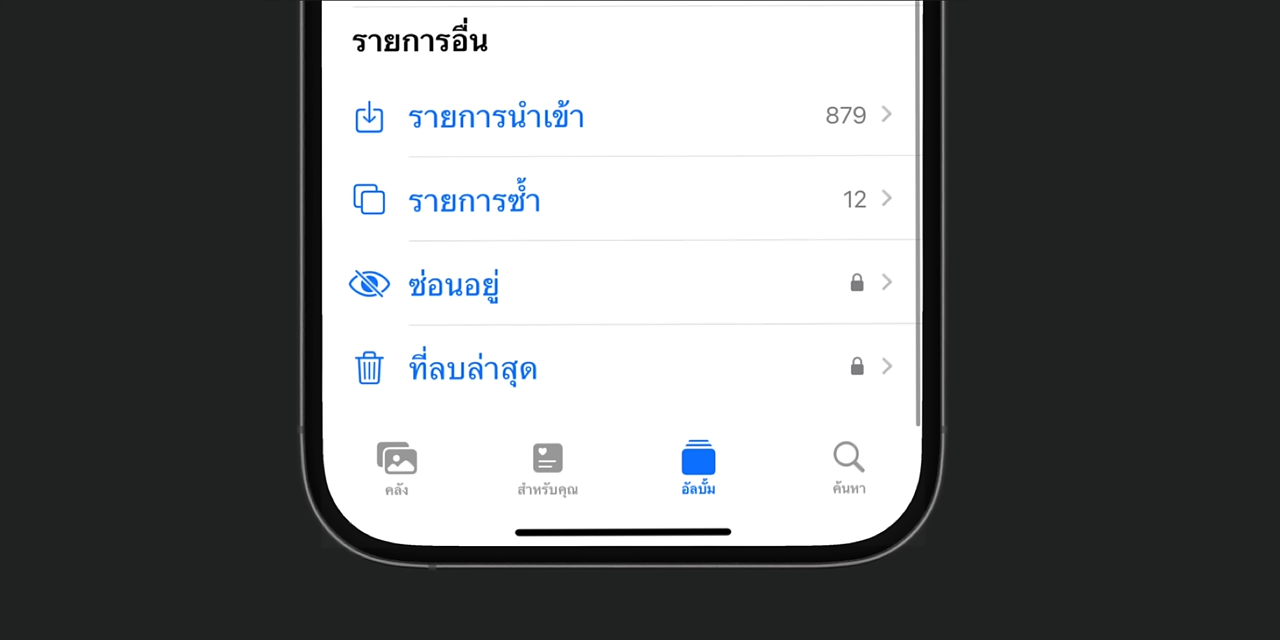 รายการอื่น
รายการนำเข้า 879
รายการซ้ำ 12
ซ่อนอยู่
ที่ลบล่าสุด
คลัง สำหรับคุณ อัลบั้ม ค้นหา